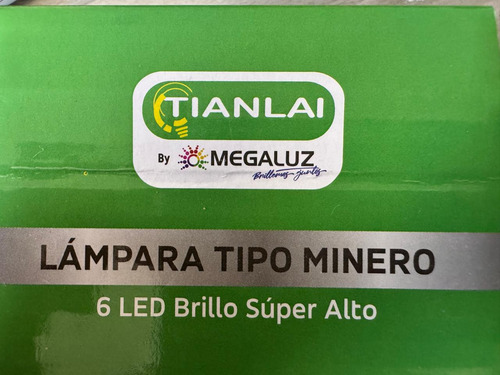 TIANLAI
By MEGALUZ
Brillemos juntos
LÁMPARA TIPO MINERO
6 LED Brillo Súper Alto